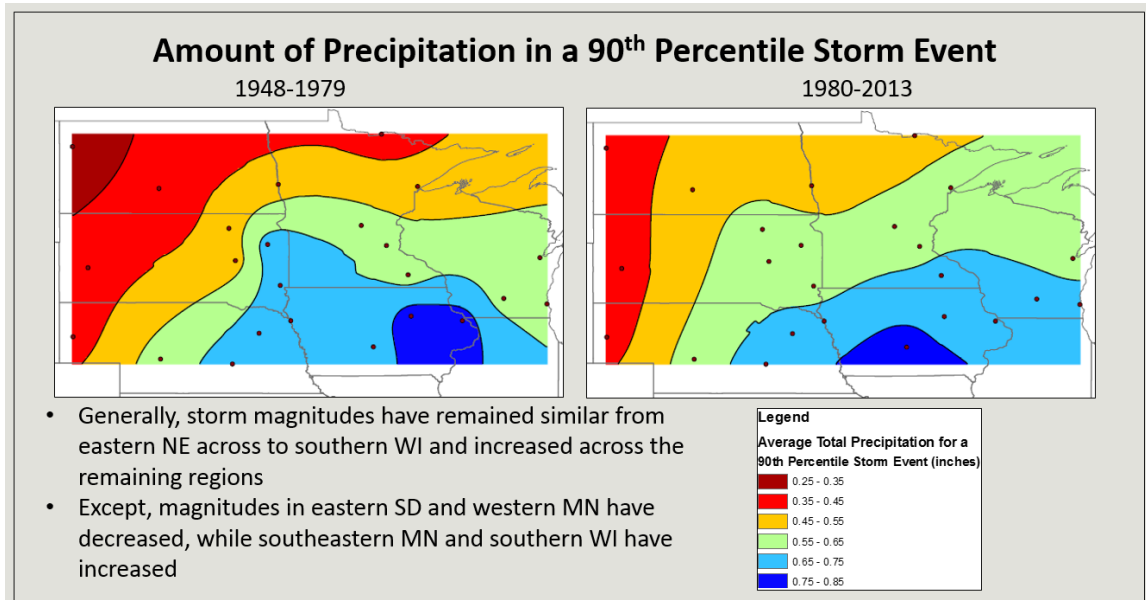 Amount of Precipitation in a 90th Percentile Storm Event
1948-1979
1980-2013
• Generally, storm magnitudes have remained similar from
eastern NE across to southern WI and increased across the
remaining regions
• Except, magnitudes in eastern SD and western MN have
decreased, while southeastern MN and southern WI have
increased
Legend
Average Total Precipitation for a
90th Percentile Storm Event (inches)
0.25 - 0.35
0.35 - 0.45
0.45 - 0.55
0.55 - 0.65
0.65 - 0.75
0.75 - 0.85